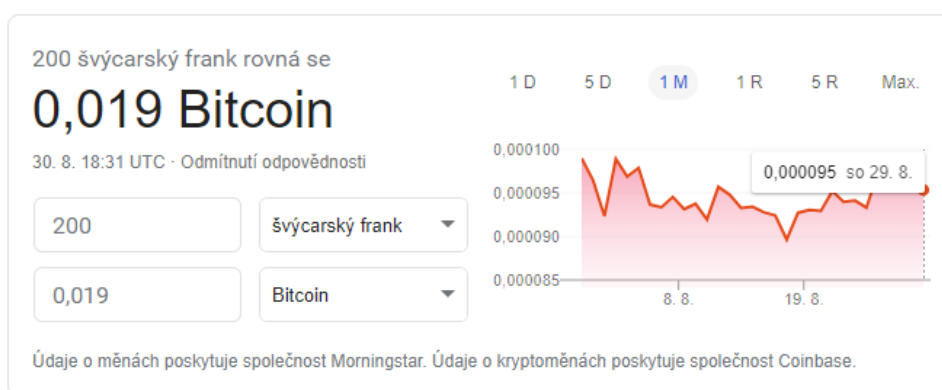 200 švýcarský frank rovná se
0,019 Bitcoin
30. 8. 18:31 UTC · Odmítnutí odpovědnosti
200 švýcarský frank
0,019 Bitcoin
1 D 5 D 1 M 1 R 5 R Max.
0,000100
0,000095 so 29. 8.
0,000095
0,000090
0,000085
8. 8. 19. 8.
Údaje o měnách poskytuje společnost Morningstar. Údaje o kryptoměnách poskytuje společnost Coinbase.